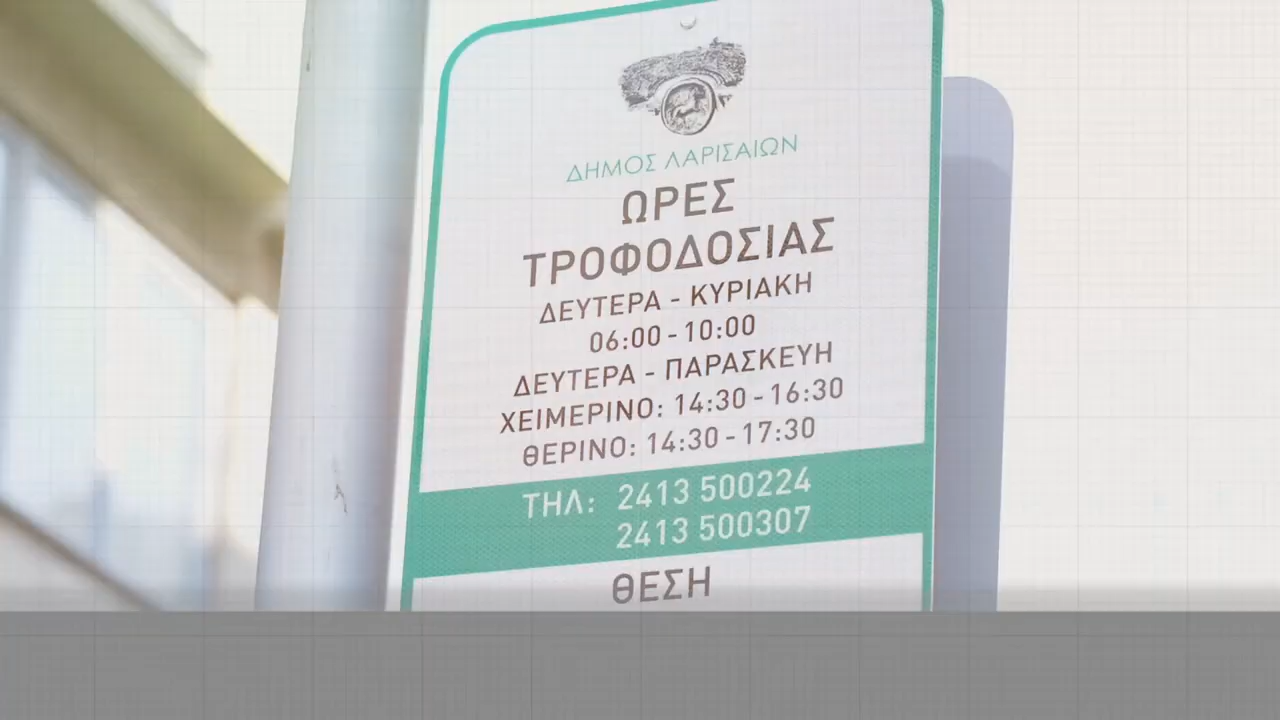 ΔΗΜΟΣ ΛΑΡΙΣΑΙΩΝ
ΩΡΕΣ
ΤΡΟΦΟΔΟΣΙΑΣ
ΔΕΥΤΕΡΑ - ΚΥΡΙΑΚΗ
06:00 - 10:00
ΔΕΥΤΕΡΑ - ΠΑΡΑΣΚΕΥΗ
ΧΕΙΜΕΡΙΝΟ: 14:30 - 16:30
ΘΕΡΙΝΟ: 14:30 - 17:30
ΤΗΛ: 2413 500224
2413 500307
ΘΕΣΗ